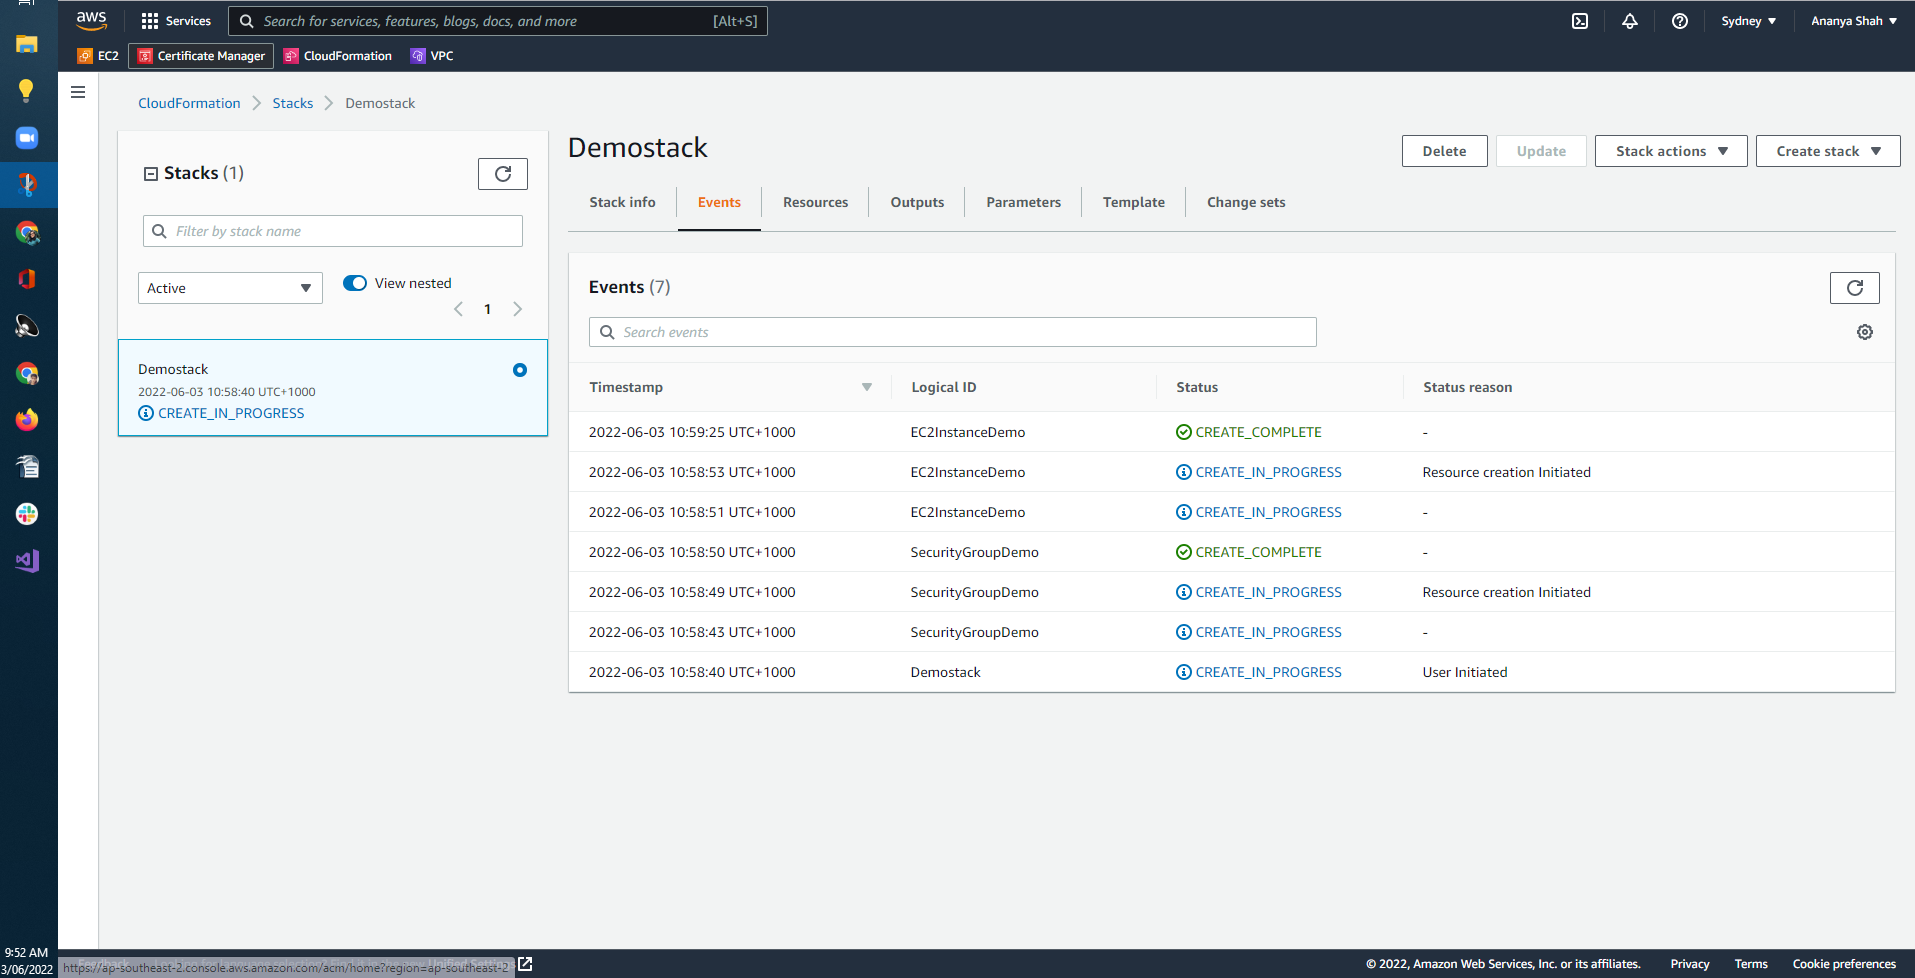 aws
Services
Search for services, features, blogs, docs, and more
[Alt+S]
Sydney ▼
Ananya Shah ▼
EC2
Certificate Manager
CloudFormation
VPC
CloudFormation > Stacks > Demostack
Stacks (1)
Filter by stack name
Active
View nested
1
Demostack
2022-06-03 10:58:40 UTC+1000
CREATE_IN_PROGRESS
Demostack
Delete
Update
Stack actions ▼
Create stack ▼
Stack info
Events
Resources
Outputs
Parameters
Template
Change sets
Events (7)
Search events
Timestamp Logical ID Status Status reason
2022-06-03 10:59:25 UTC+1000 EC2InstanceDemo CREATE_COMPLETE -
2022-06-03 10:58:53 UTC+1000 EC2InstanceDemo CREATE_IN_PROGRESS Resource creation Initiated
2022-06-03 10:58:51 UTC+1000 EC2InstanceDemo CREATE_IN_PROGRESS -
2022-06-03 10:58:50 UTC+1000 SecurityGroupDemo CREATE_COMPLETE -
2022-06-03 10:58:49 UTC+1000 SecurityGroupDemo CREATE_IN_PROGRESS Resource creation Initiated
2022-06-03 10:58:43 UTC+1000 SecurityGroupDemo CREATE_IN_PROGRESS -
2022-06-03 10:58:40 UTC+1000 Demostack CREATE_IN_PROGRESS User Initiated
9:52 AM
3/06/2022
https://ap-southeast-2.console.aws.amazon.com/acm/home?region=ap-southeast-2
© 2022, Amazon Web Services, Inc. or its affiliates.
Privacy
Terms
Cookie preferences